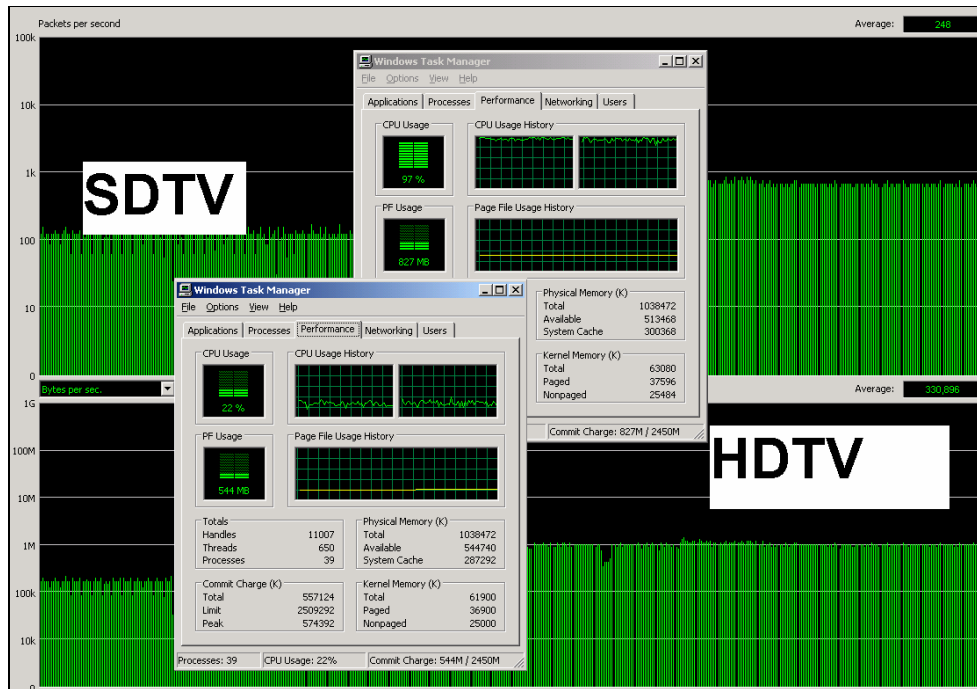 Packets per second
Average: 248
100k
10k
1k
100
10
0
SDTV
Windows Task Manager
File Options View Help
Applications Processes Performance Networking Users
CPU Usage
CPU Usage History
97 %
PF Usage
Page File Usage History
827 MB
Physical Memory (K)
Total 1038472
Available 513468
System Cache 300368
Kernel Memory (K)
Total 63080
Paged 37596
Nonpaged 25484
Commit Charge: 827M / 2450M
Windows Task Manager
File Options View Help
Applications Processes Performance Networking Users
CPU Usage
CPU Usage History
22 %
PF Usage
Page File Usage History
544 MB
Totals
Handles 11007
Threads 650
Processes 39
Physical Memory (K)
Total 1038472
Available 544740
System Cache 287292
Commit Charge (K)
Total 557124
Limit 2509292
Peak 574392
Kernel Memory (K)
Total 61900
Paged 36900
Nonpaged 25000
Processes: 39 CPU Usage: 22% Commit Charge: 544M / 2450M
Bytes per sec.
Average: 330,896
1G
100M
10M
1M
100k
10k
0
HDTV